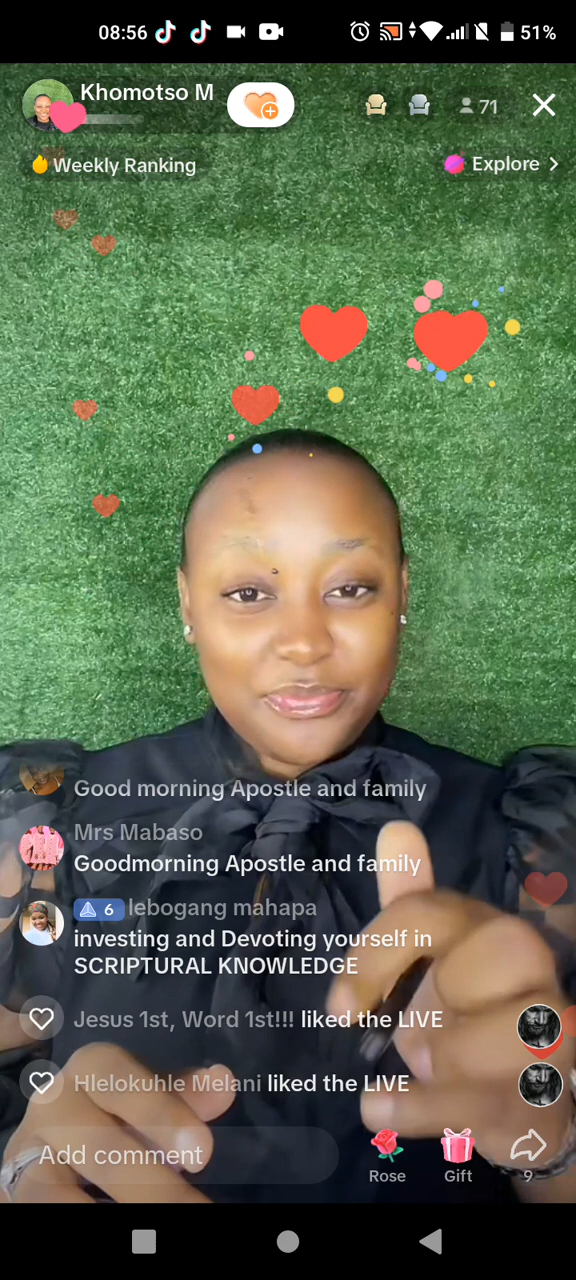 08:56
51%
Khomotso M
71
Weekly Ranking
Explore
Good morning Apostle and family
Mrs Mabaso
Goodmorning Apostle and family
6 lebogang mahapa
investing and Devoting yourself in
SCRIPTURAL KNOWLEDGE
Jesus 1st, Word 1st!!! liked the LIVE
Hlelokuhle Melani liked the LIVE
Add comment
Rose
Gift
9